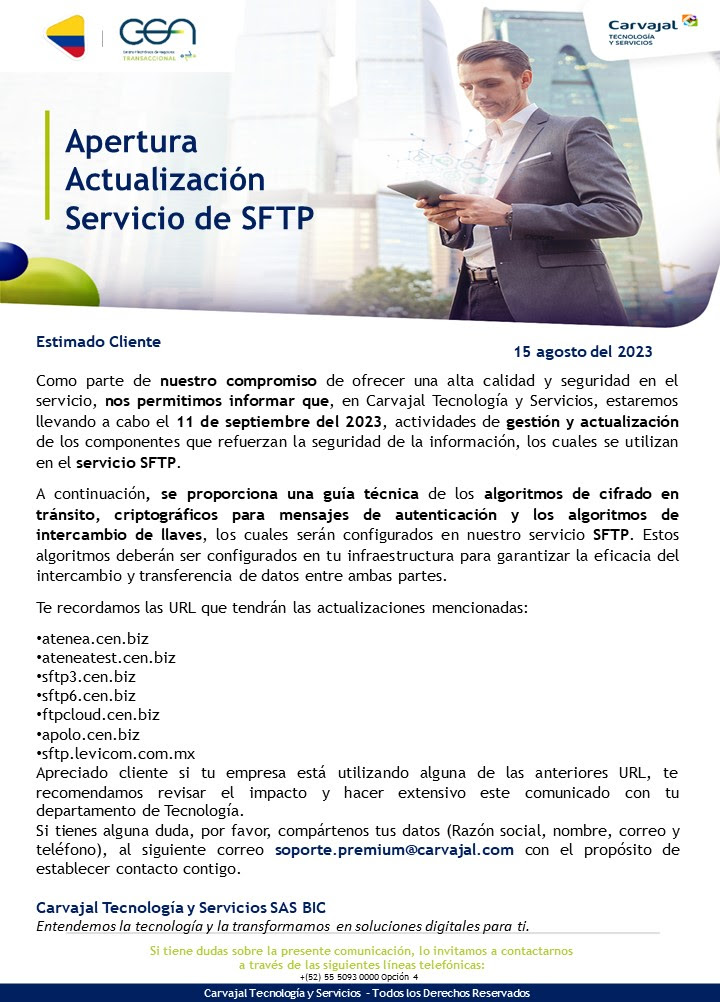 CEN
Centro Electrónico de Negocios
TRANSACCIONAL
Carvajal
TECNOLOGÍA
Y SERVICIOS
Apertura
Actualización
Servicio de SFTP
Estimado Cliente
15 agosto del 2023
Como parte de nuestro compromiso de ofrecer una alta calidad y seguridad en el
servicio, nos permitimos informar que, en Carvajal Tecnología y Servicios, estaremos
llevando a cabo el 11 de septiembre del 2023, actividades de gestión y actualización
de los componentes que refuerzan la seguridad de la información, los cuales se utilizan
en el servicio SFTP.
A continuación, se proporciona una guía técnica de los algoritmos de cifrado en
tránsito, criptográficos para mensajes de autenticación y los algoritmos de
intercambio de llaves, los cuales serán configurados en nuestro servicio SFTP. Estos
algoritmos deberán ser configurados en tu infraestructura para garantizar la eficacia del
intercambio y transferencia de datos entre ambas partes.
Te recordamos las URL que tendrán las actualizaciones mencionadas:
•atenea.cen.biz
•ateneatest.cen.biz
•sftp3.cen.biz
•sftp6.cen.biz
•ftpcloud.cen.biz
•apolo.cen.biz
•sftp.levicom.com.mx
Apreciado cliente si tu empresa está utilizando alguna de las anteriores URL, te
recomendamos revisar el impacto y hacer extensivo este comunicado con tu
departamento de Tecnología.
Si tienes alguna duda, por favor, compártenos tus datos (Razón social, nombre, correo y
teléfono), al siguiente correo soporte.premium@carvajal.com con el propósito de
establecer contacto contigo.
Carvajal Tecnología y Servicios SAS BIC
Entendemos la tecnología y la transformamos en soluciones digitales para ti.
Si tiene dudas sobre la presente comunicación, lo invitamos a contactarnos
a través de las siguientes líneas telefónicas:
+(52) 55 5093 0000 Opción 4
Carvajal Tecnología y Servicios - Todos los Derechos Reservados